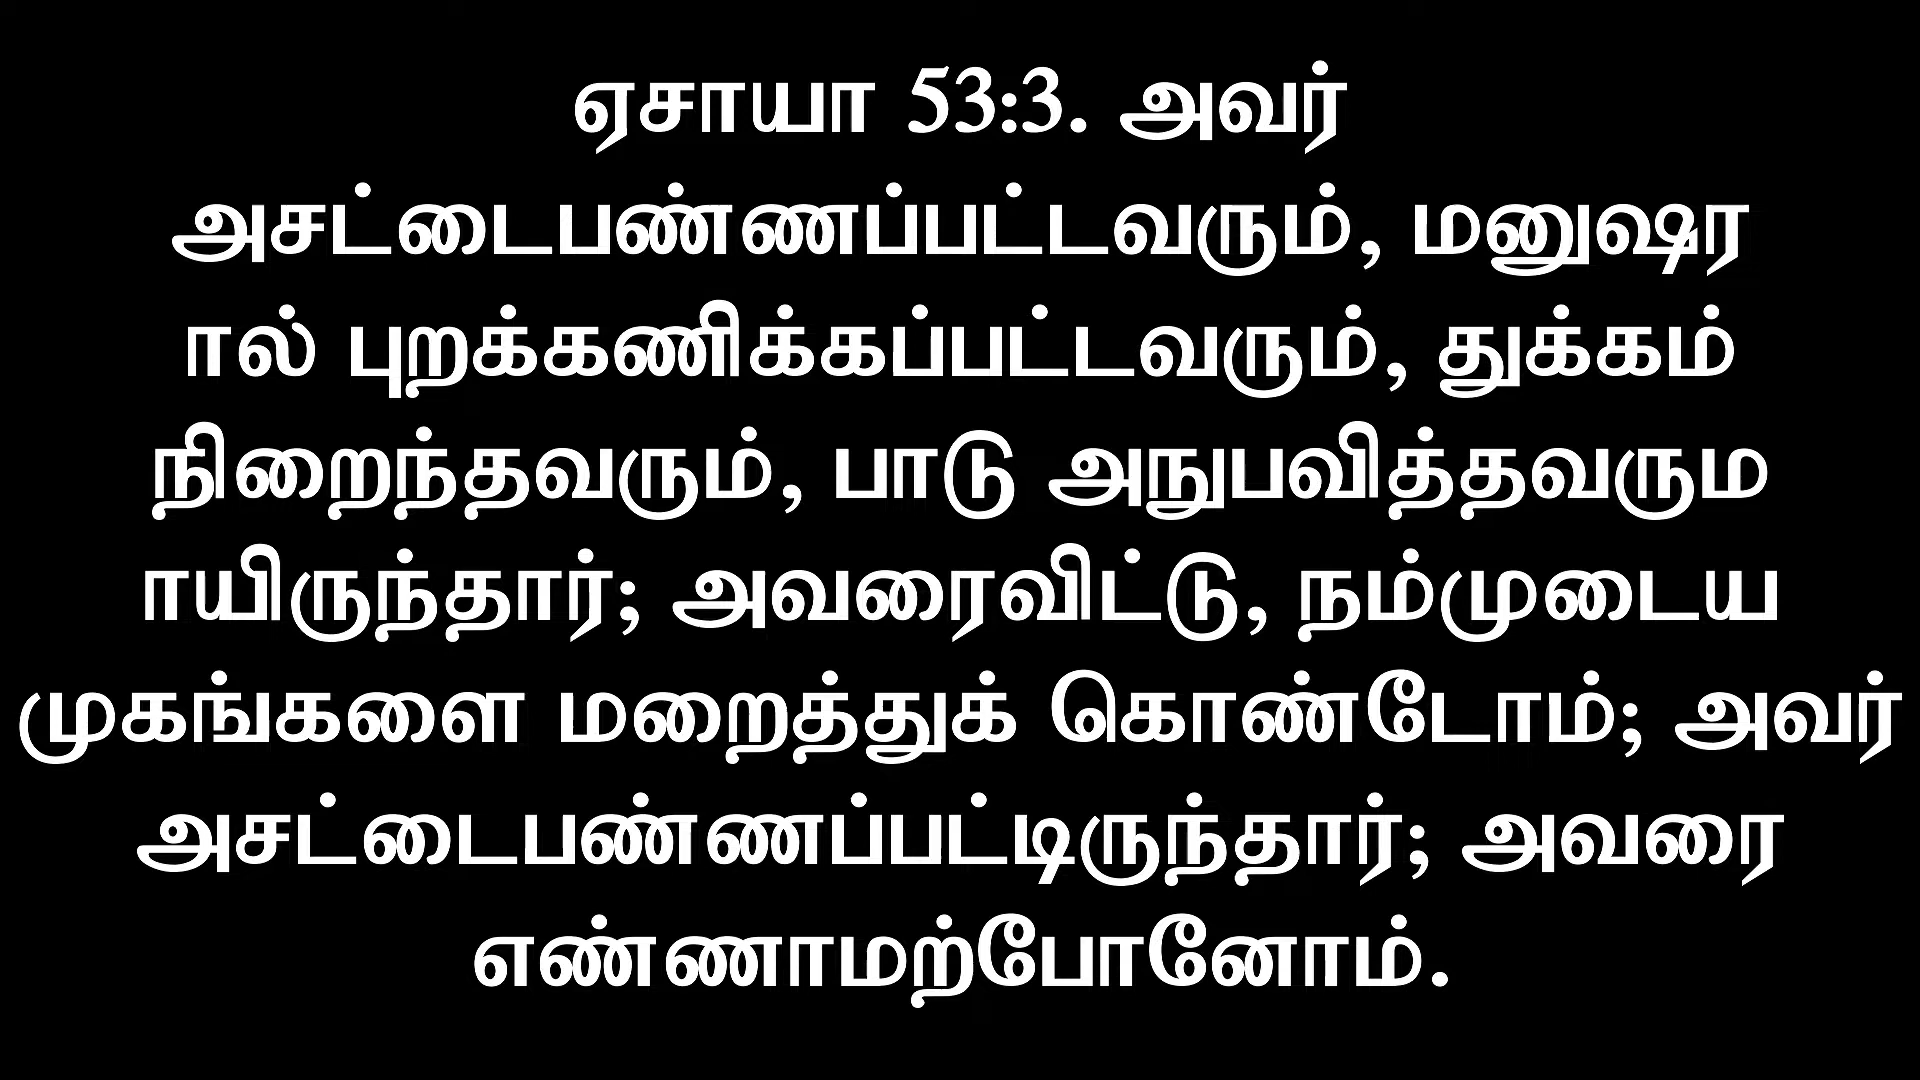 ஏசாயா 53:3. அவர்
அசட்டைபண்ணப்பட்டவரும், மனுஷர
ால் புறக்கணிக்கப்பட்டவரும், துக்கம்
நிறைந்தவரும், பாடு அநுபவித்தவரும
ாயிருந்தார்; அவரைவிட்டு, நம்முடைய
முகங்களை மறைத்துக் கொண்டோம்; அவர்
அசட்டைபண்ணப்பட்டிருந்தார்; அவரை
எண்ணாமற்போனோம்.